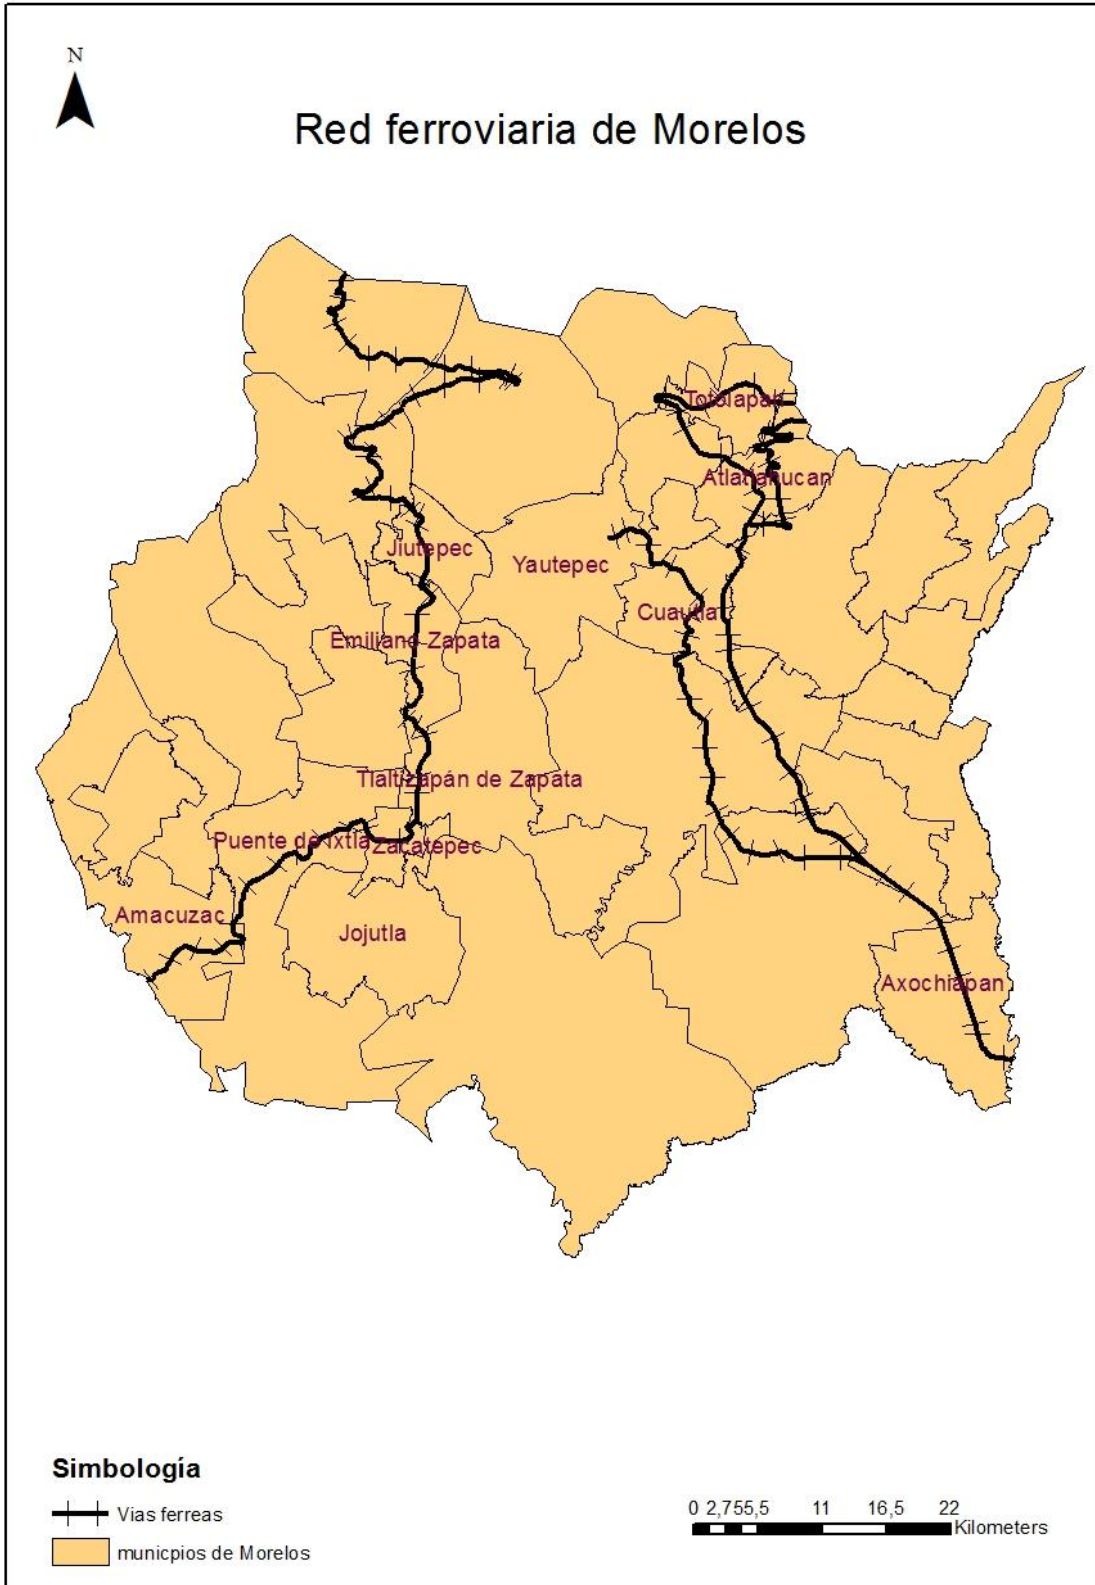 N
Red ferroviaria de Morelos
Totolapan
Atlatlahucan
Jiutepec
Yautepec
Cuautla
Emiliano Zapata
Tlaltizapán de Zapata
Puente de Ixtla
Zacatepec
Amacuzac
Jojutla
Axochiapan
Simbología
Vias ferreas
municpios de Morelos
0 2,755,5 11 16,5 22
Kilometers